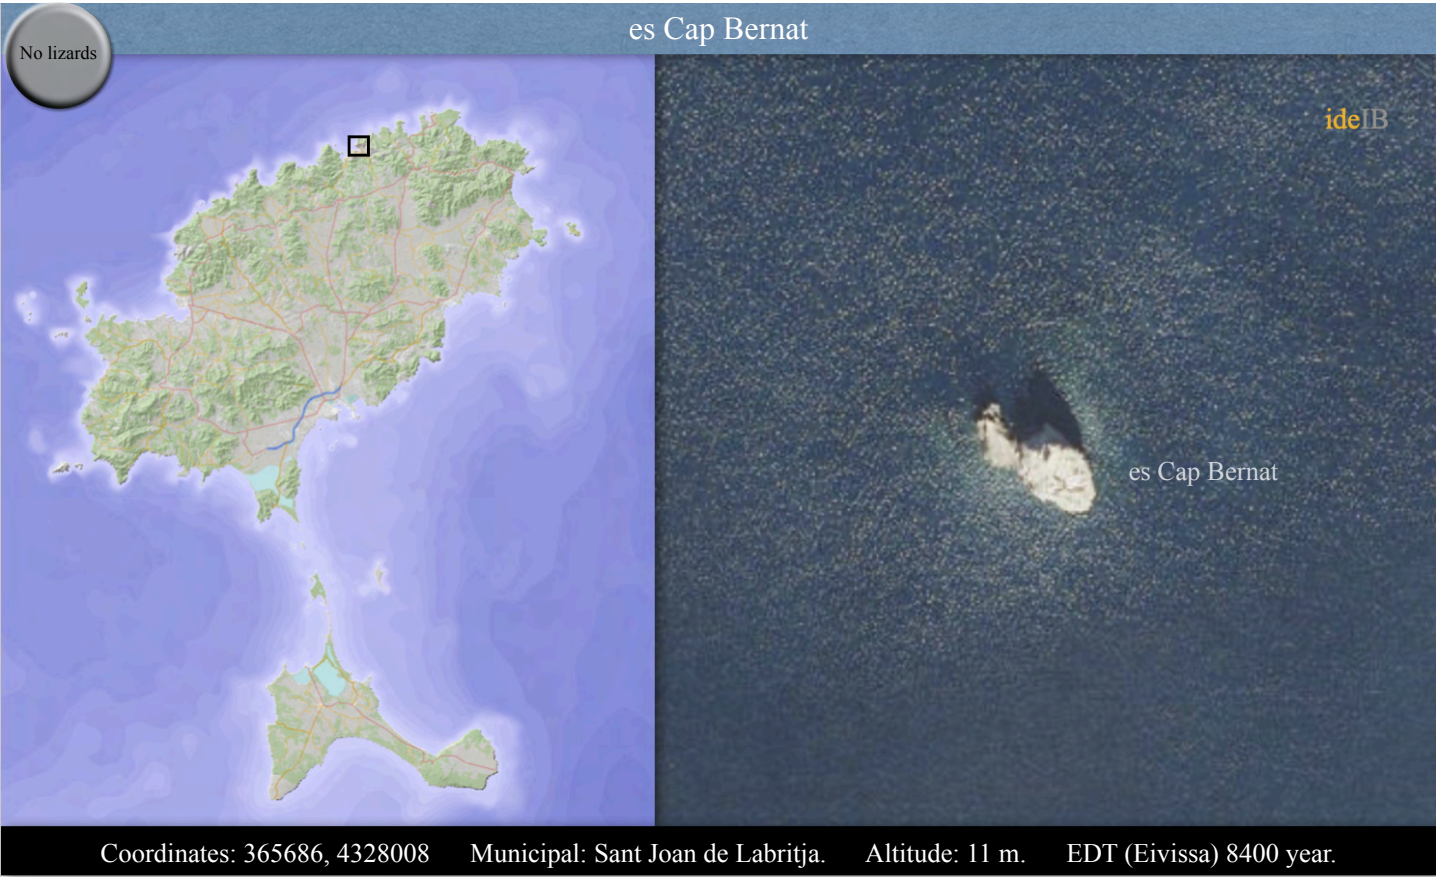 es Cap Bernat
No lizards
ideIB
es Cap Bernat
Coordinates: 365686, 4328008 Municipal: Sant Joan de Labritja. Altitude: 11 m. EDT (Eivissa) 8400 year.